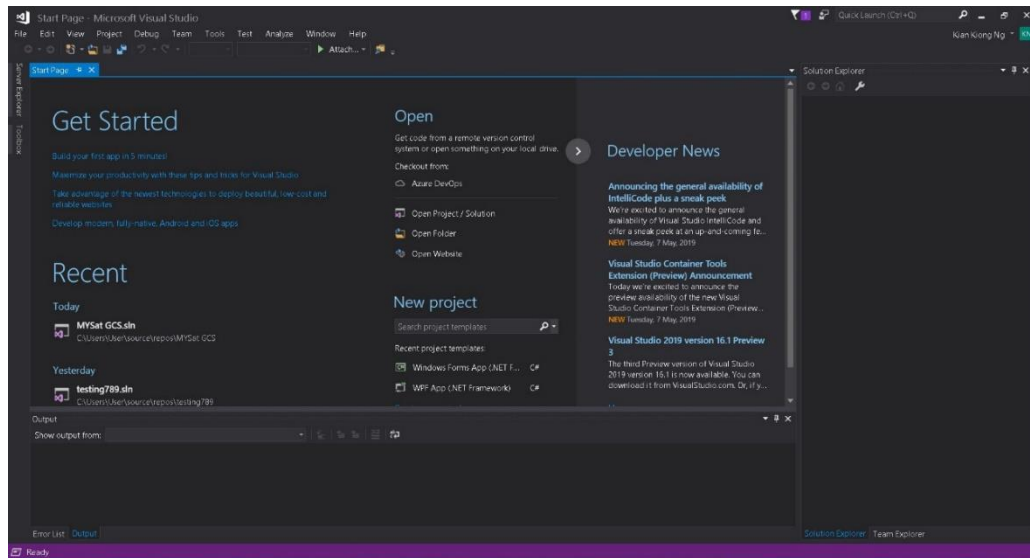 Start Page - Microsoft Visual Studio
1
Quick Launch (Ctrl+Q)
File Edit View Project Debug Team Tools Test Analyze Window Help
Kian Kiong Ng
KN
Attach...
Server Explorer
Toolbox
Start Page
Get Started
Build your first app in 5 minutes!
Maximize your productivity with these tips and tricks for Visual Studio
Take advantage of the newest technologies to deploy beautiful, low-cost and
reliable websites
Develop modern, fully-native, Android and iOS apps
Recent
Today
MYSat GCS.sln
C:\Users\User\source\repos\MYSat GCS
Yesterday
testing789.sln
C:\Users\User\source\repos\testing789
Open
Get code from a remote version control
system or open something on your local drive.
Checkout from:
Azure DevOps
Open Project / Solution
Open Folder
Open Website
New project
Search project templates
Recent project templates:
Windows Forms App (.NET F... C#
WPF App (.NET Framework) C#
Developer News
Announcing the general availability of
IntelliCode plus a sneak peek
We're excited to announce the general
availability of Visual Studio IntelliCode and
offer a sneak peek at an up-and-coming fe...
NEW Tuesday, 7 May, 2019
Visual Studio Container Tools
Extension (Preview) Announcement
Today we're excited to announce the
preview availability of the new Visual
Studio Container Tools Extension (Preview...
NEW Tuesday, 7 May, 2019
Visual Studio 2019 version 16.1 Preview
3
The third Preview version of Visual Studio
2019 version 16.1 is now available. You can
download it from VisualStudio.com. Or, if y...
Solution Explorer
Output
Show output from:
Error List Output
Solution Explorer Team Explorer
Ready